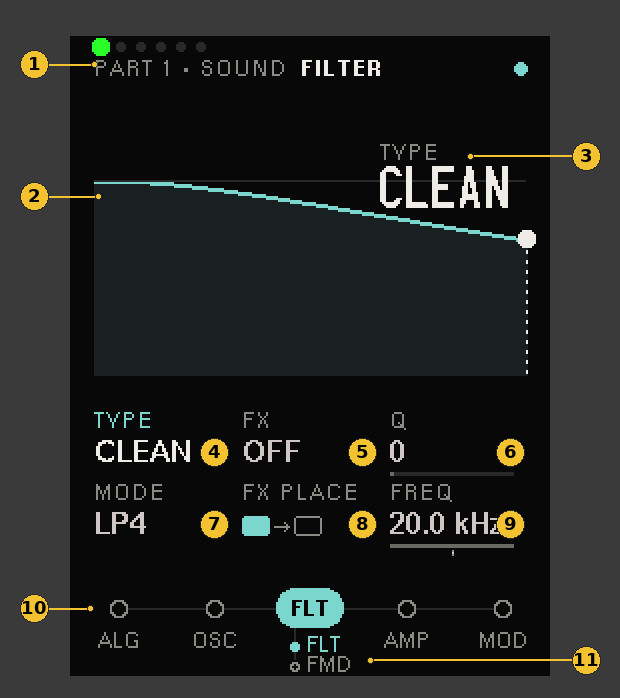 1 PART 1 · SOUND FILTER
TYPE 3
CLEAN
2
TYPE FX Q
CLEAN 4 OFF 5 0 6
MODE FX PLACE FREQ
LP4 7 → 8 20.0 kHz 9
10 FLT
ALG OSC FLT AMP MOD
FMD 11